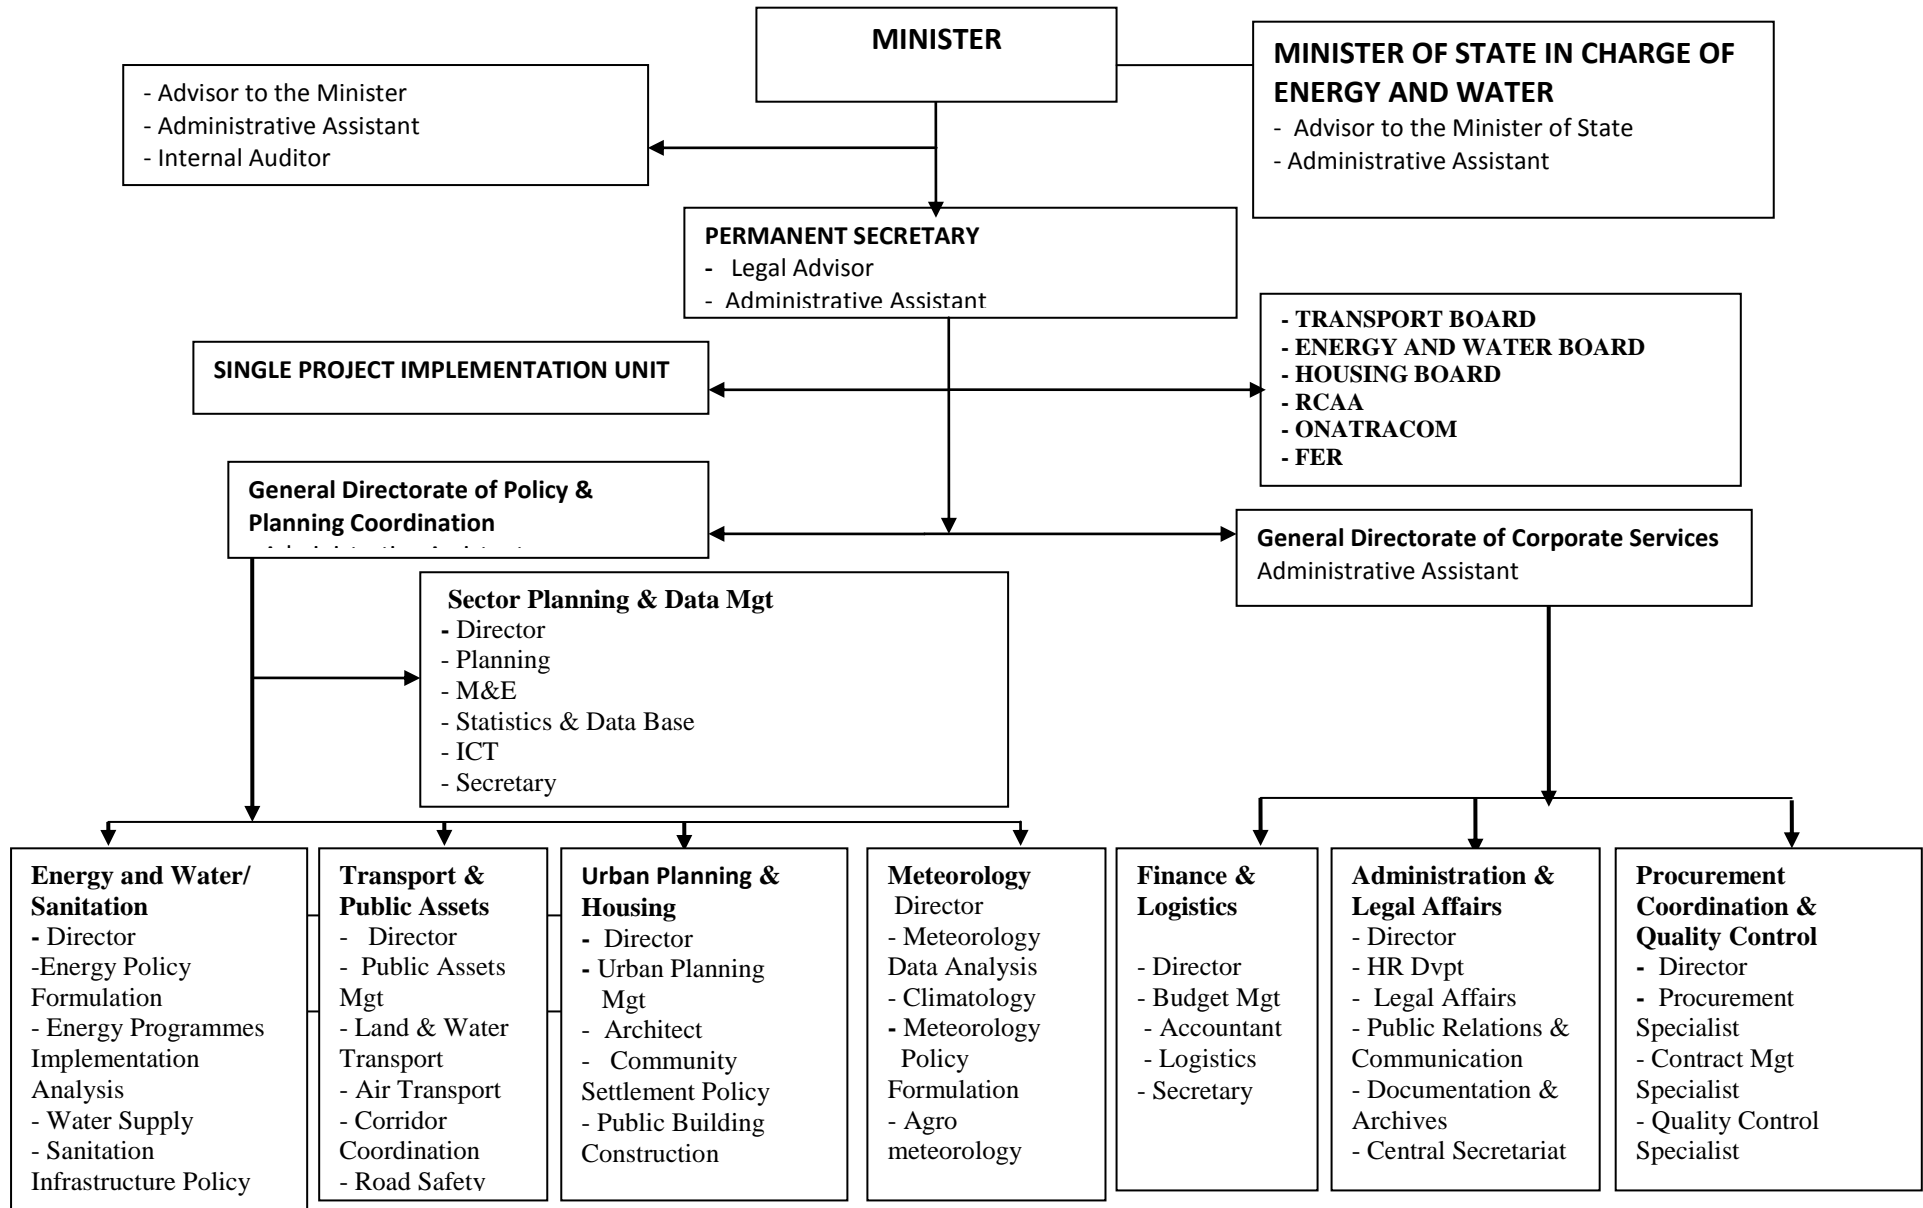 MINISTER
MINISTER OF STATE IN CHARGE OF
ENERGY AND WATER
- Advisor to the Minister of State
- Administrative Assistant
- Advisor to the Minister
- Administrative Assistant
- Internal Auditor
PERMANENT SECRETARY
- Legal Advisor
- Administrative Assistant
- TRANSPORT BOARD
- ENERGY AND WATER BOARD
- HOUSING BOARD
- RCAA
- ONATRACOM
- FER
SINGLE PROJECT IMPLEMENTATION UNIT
General Directorate of Policy &
Planning Coordination
General Directorate of Corporate Services
Administrative Assistant
Sector Planning & Data Mgt
- Director
- Planning
- M&E
- Statistics & Data Base
- ICT
- Secretary
Energy and Water/
Sanitation
- Director
-Energy Policy
Formulation
- Energy Programmes
Implementation
Analysis
- Water Supply
- Sanitation
Infrastructure Policy
Transport &
Public Assets
- Director
- Public Assets
Mgt
- Land & Water
Transport
- Air Transport
- Corridor
Coordination
- Road Safety
Urban Planning &
Housing
- Director
- Urban Planning
Mgt
- Architect
- Community
Settlement Policy
- Public Building
Construction
Meteorology
Director
- Meteorology
Data Analysis
- Climatology
- Meteorology
Policy
Formulation
- Agro
meteorology
Finance &
Logistics
- Director
- Budget Mgt
- Accountant
- Logistics
- Secretary
Administration &
Legal Affairs
- Director
- HR Dvpt
- Legal Affairs
- Public Relations &
Communication
- Documentation &
Archives
- Central Secretariat
Procurement
Coordination &
Quality Control
- Director
- Procurement
Specialist
- Contract Mgt
Specialist
- Quality Control
Specialist